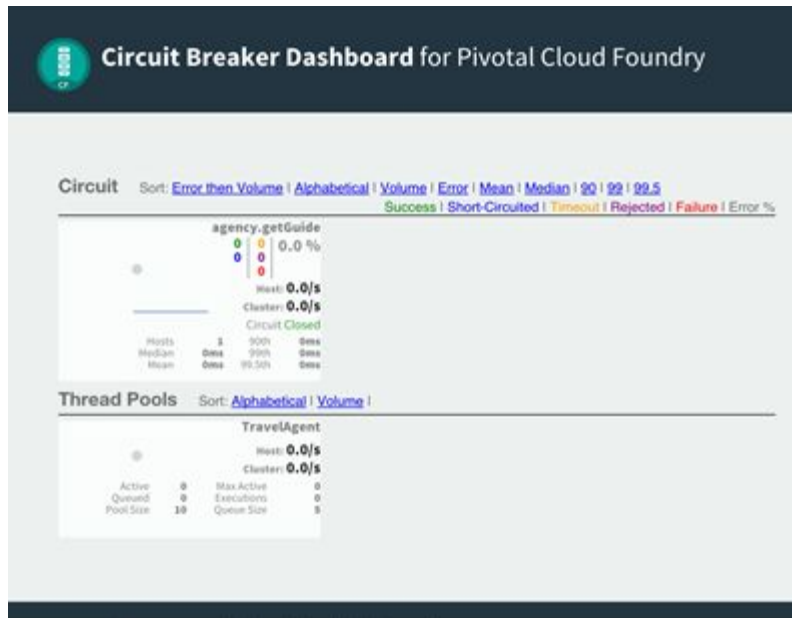 CF
Circuit Breaker Dashboard for Pivotal Cloud Foundry
Circuit Sort: Error then Volume | Alphabetical | Volume | Error | Mean | Median | 90 | 99 | 99.5
Success | Short-Circuited | Timeout | Rejected | Failure | Error %
agency.getGuide
0 0 0.0 %
0 0
0
Host: 0.0/s
Cluster: 0.0/s
Circuit Closed
Hosts 1 90th 0ms
Median 0ms 99th 0ms
Mean 0ms 99.5th 0ms
Thread Pools Sort: Alphabetical | Volume |
TravelAgent
Host: 0.0/s
Cluster: 0.0/s
Active 0 Max Active 0
Queued 0 Executions 0
Pool Size 10 Queue Size 5